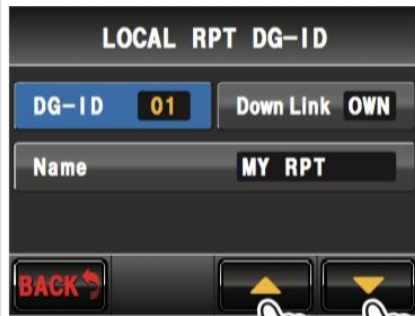 LOCAL RPT DG-ID
DG-ID 01 Down Link OWN
Name MY RPT
BACK